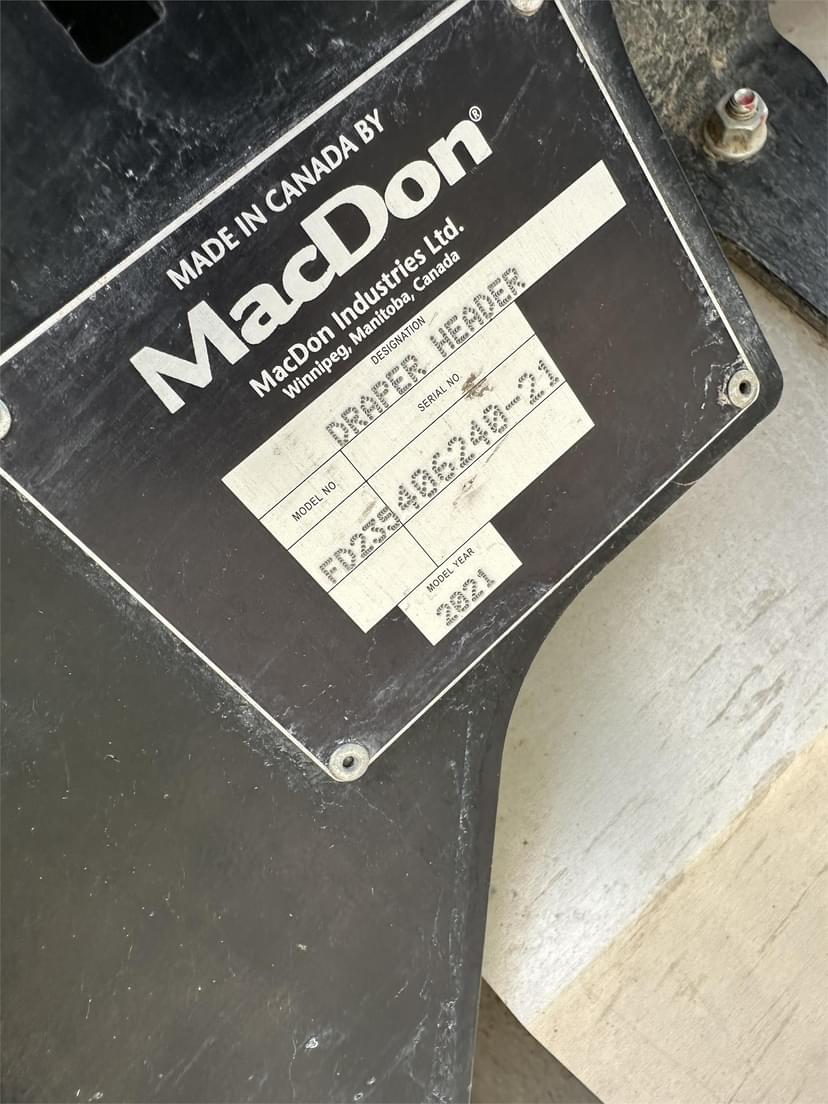 MADE IN CANADA BY
MacDon®
MacDon Industries Ltd.
Winnipeg, Manitoba, Canada
DESIGNATION
DRAPER HEADER
MODEL NO.
SERIAL NO.
FD235
406240-21
MODEL YEAR
2021